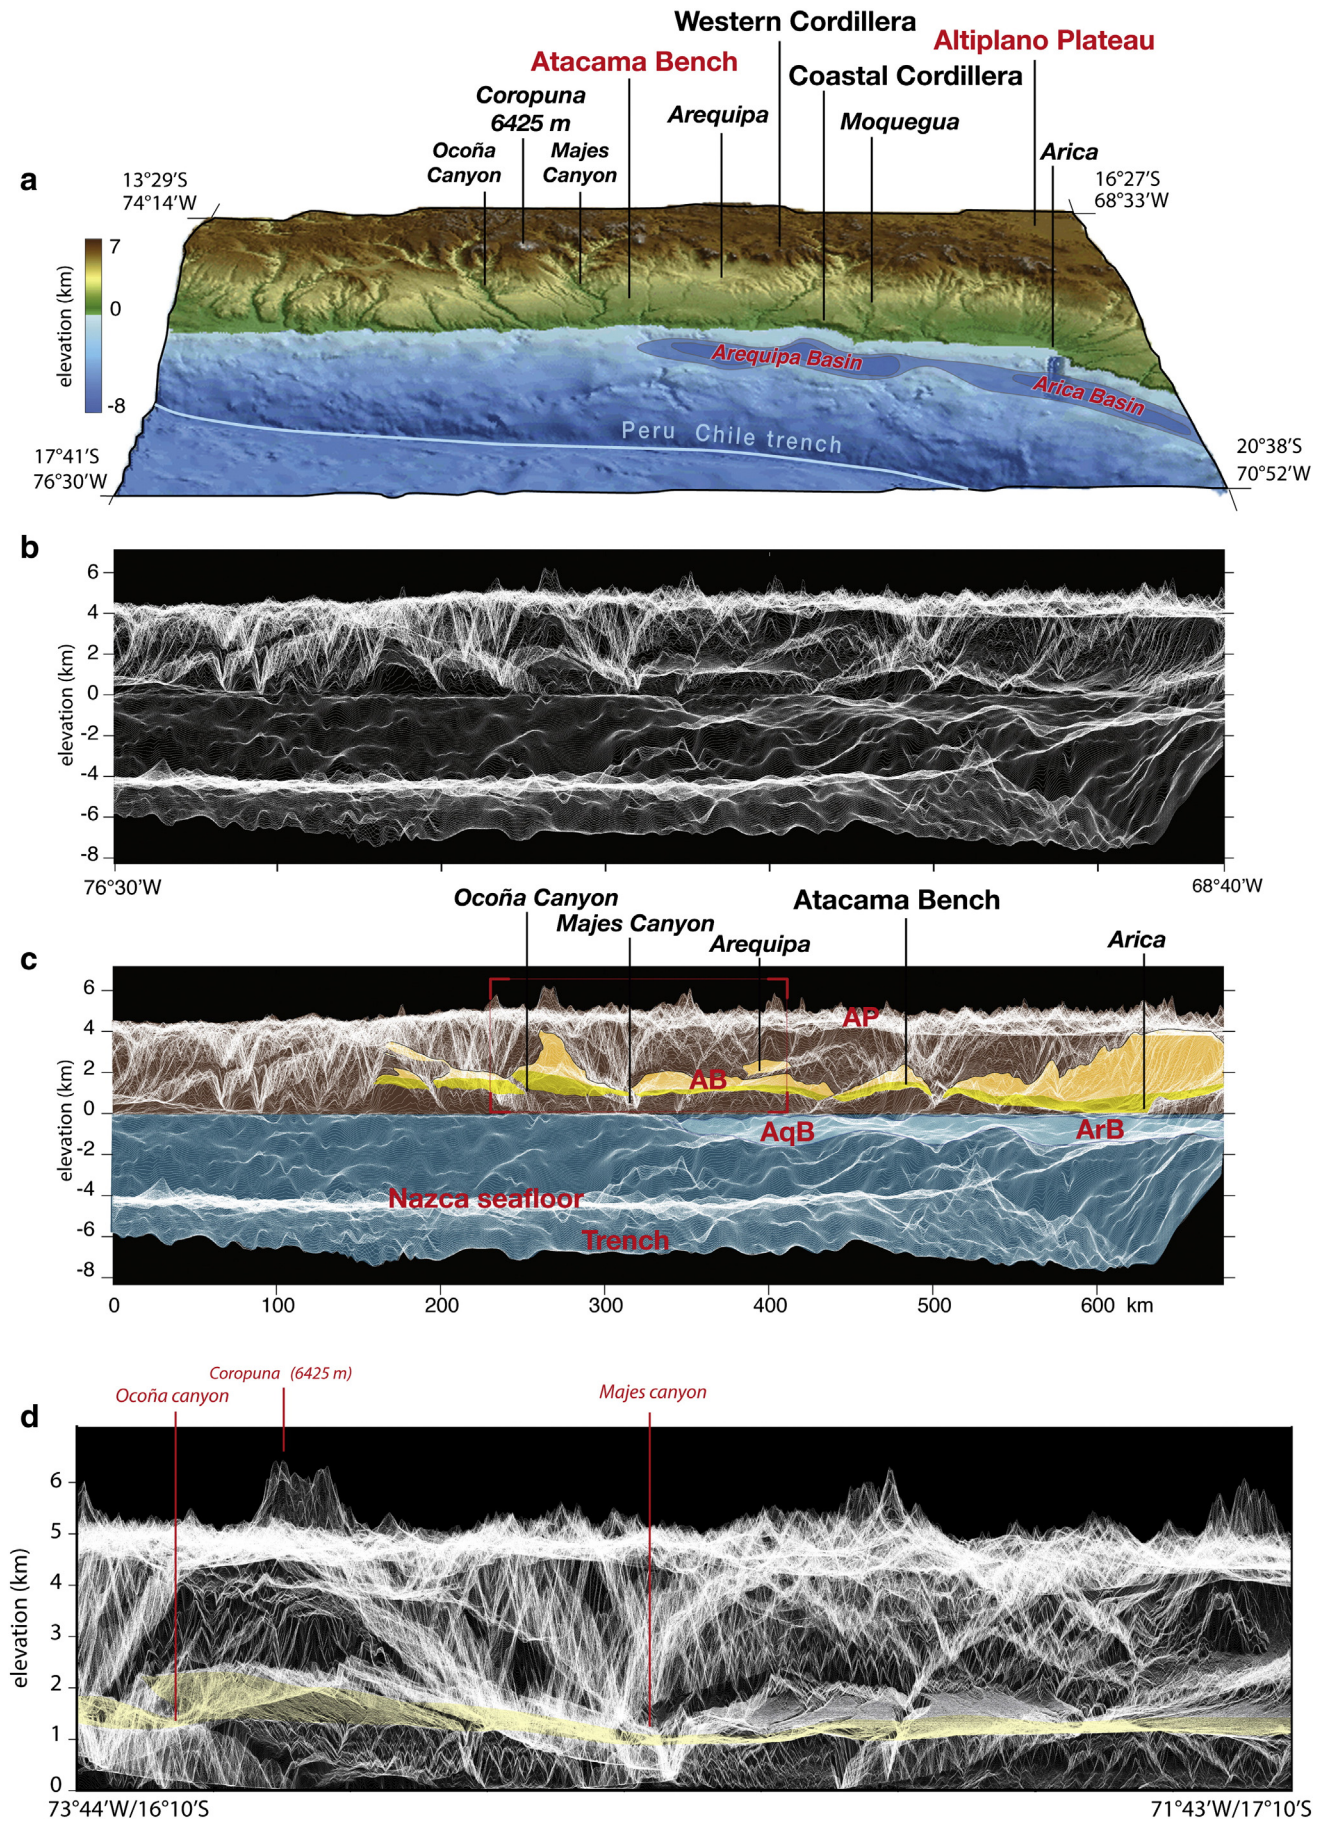 Western Cordillera
Altiplano Plateau
Atacama Bench
Coastal Cordillera
Coropuna
6425 m
Arequipa
Moquegua
Ocoña
Canyon
Majes
Canyon
Arica
a
13°29'S
74°14'W
16°27'S
68°33'W
7
0
-8
elevation (km)
Arequipa Basin
Arica Basin
Peru Chile trench
17°41'S
76°30'W
20°38'S
70°52'W
b
6
4
2
0
-2
-4
-6
-8
elevation (km)
76°30'W
68°40'W
Ocoña Canyon
Majes Canyon
Arequipa
Atacama Bench
Arica
c
6
4
2
0
-2
-4
-6
-8
elevation (km)
AP
AB
AqB
ArB
Nazca seafloor
Trench
0 100 200 300 400 500 600 km
Coropuna (6425 m)
Ocoña canyon
Majes canyon
d
6
5
4
3
2
1
0
elevation (km)
73°44'W/16°10'S
71°43'W/17°10'S